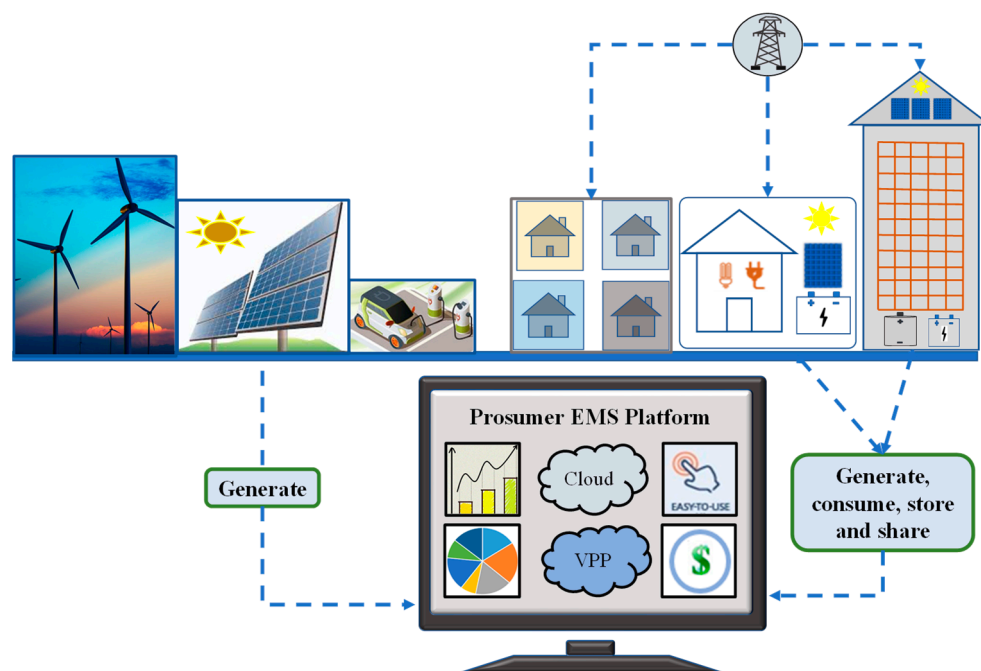 Prosumer EMS Platform
Cloud
EASY-TO-USE
VPP
$
Generate
Generate,
consume, store
and share